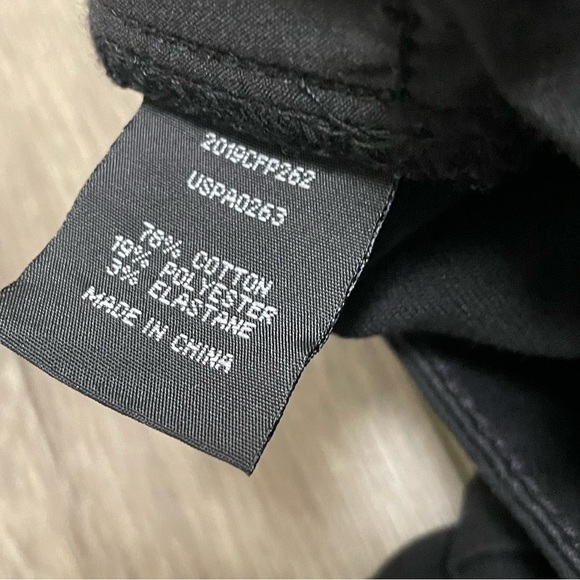 2019CFP262
USPA0263
78% COTTON
19% POLYESTER
3% ELASTANE
MADE IN CHINA